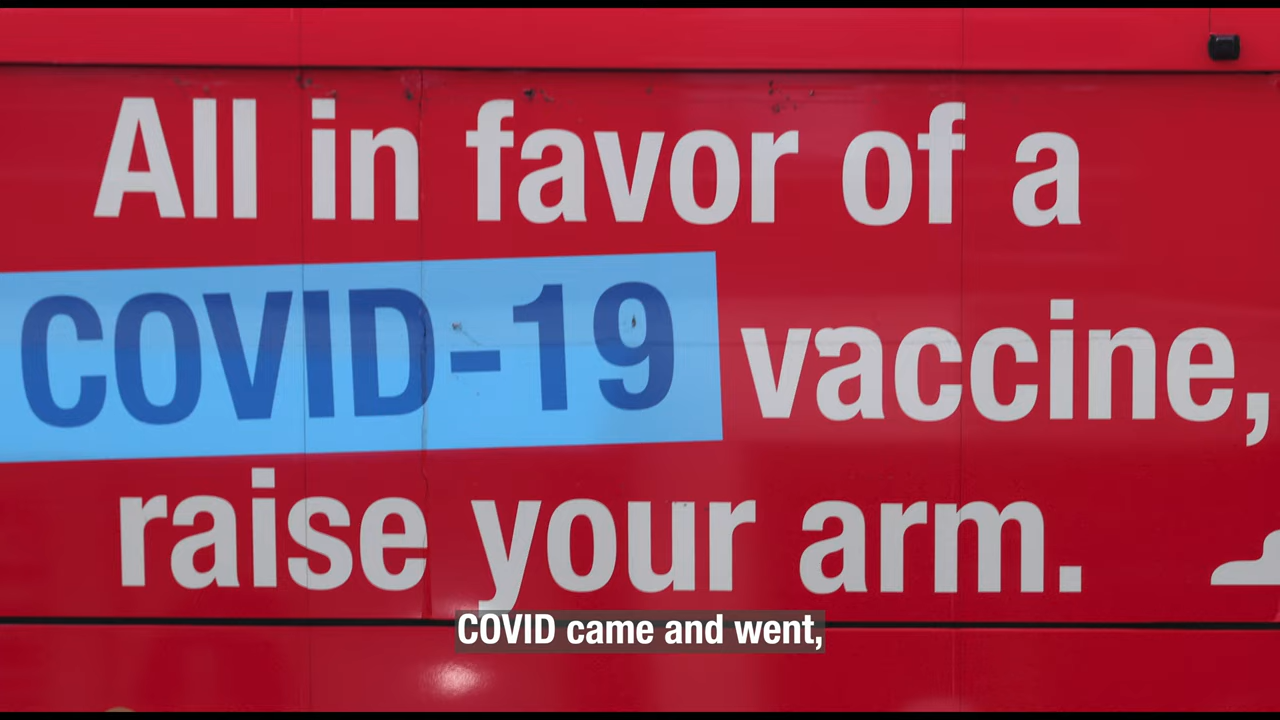 All in favor of a
COVID-19 vaccine,
raise your arm.
COVID came and went,